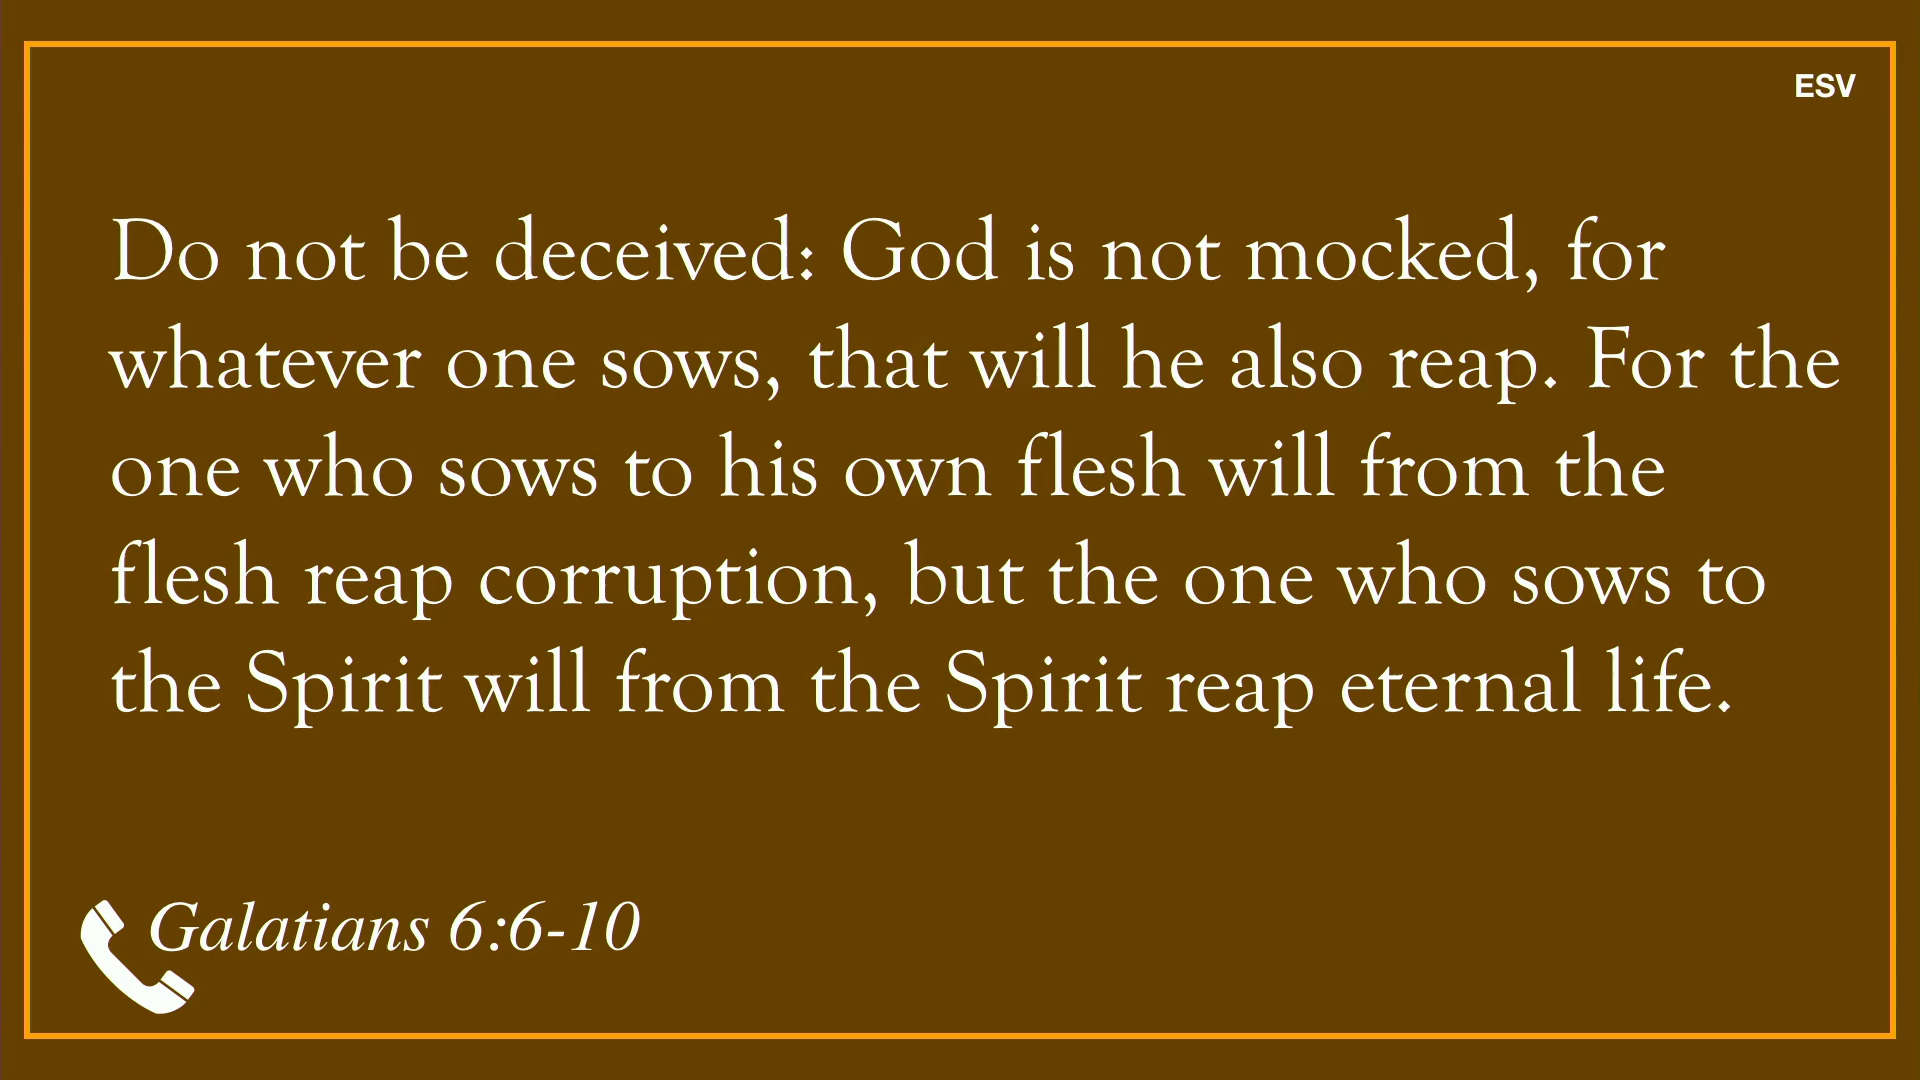 ESV
Do not be deceived: God is not mocked, for
whatever one sows, that will he also reap. For the
one who sows to his own flesh will from the
flesh reap corruption, but the one who sows to
the Spirit will from the Spirit reap eternal life.
Galatians 6:6-10